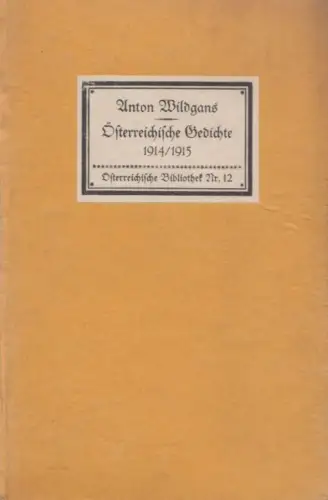 Anton Wildgans
Österreichische Gedichte
1914/1915
Österreichische Bibliothek Nr. 12